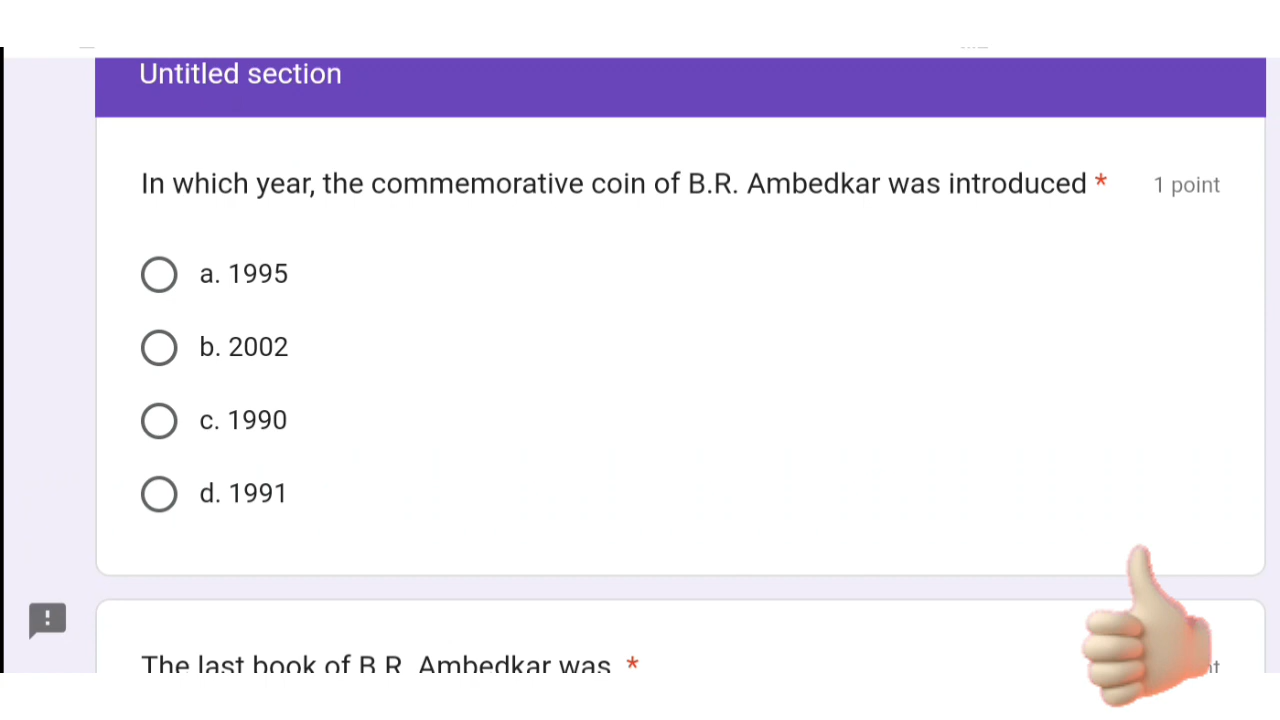 Untitled section
In which year, the commemorative coin of B.R. Ambedkar was introduced * 1 point
a. 1995
b. 2002
c. 1990
d. 1991
The last book of B.R. Ambedkar was *